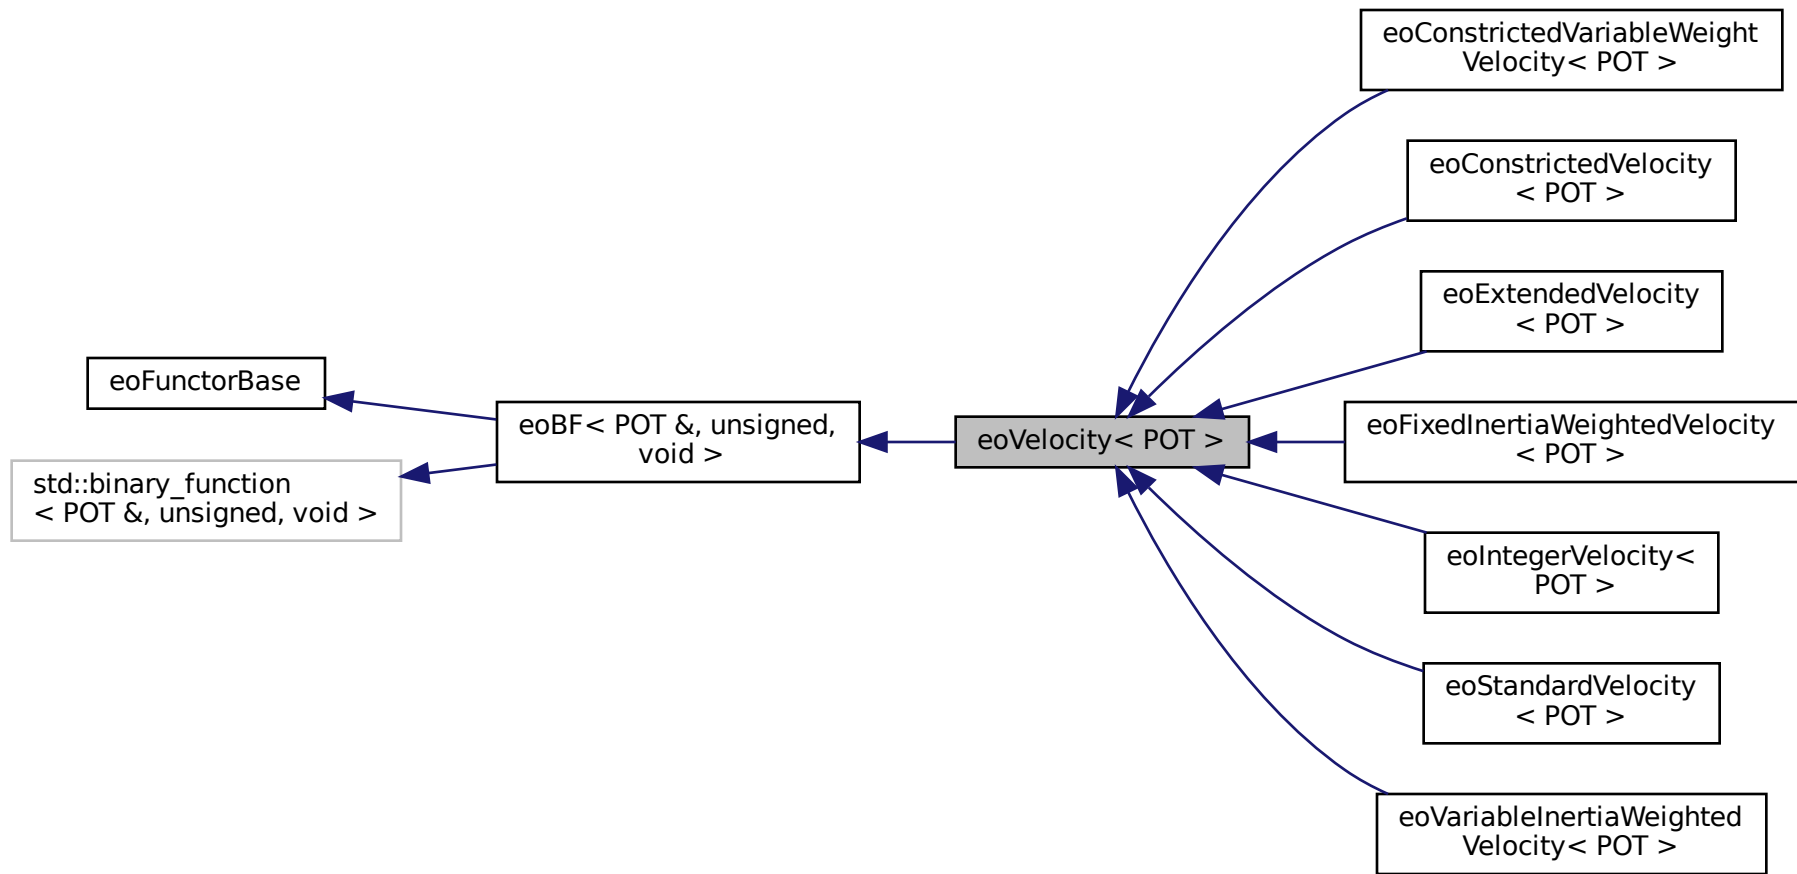 eoFunctorBase
std::binary_function
< POT &, unsigned, void >
eoBF< POT &, unsigned,
void >
eoVelocity< POT >
eoConstrictedVariableWeight
Velocity< POT >
eoConstrictedVelocity
< POT >
eoExtendedVelocity
< POT >
eoFixedInertiaWeightedVelocity
< POT >
eoIntegerVelocity<
POT >
eoStandardVelocity
< POT >
eoVariableInertiaWeighted
Velocity< POT >